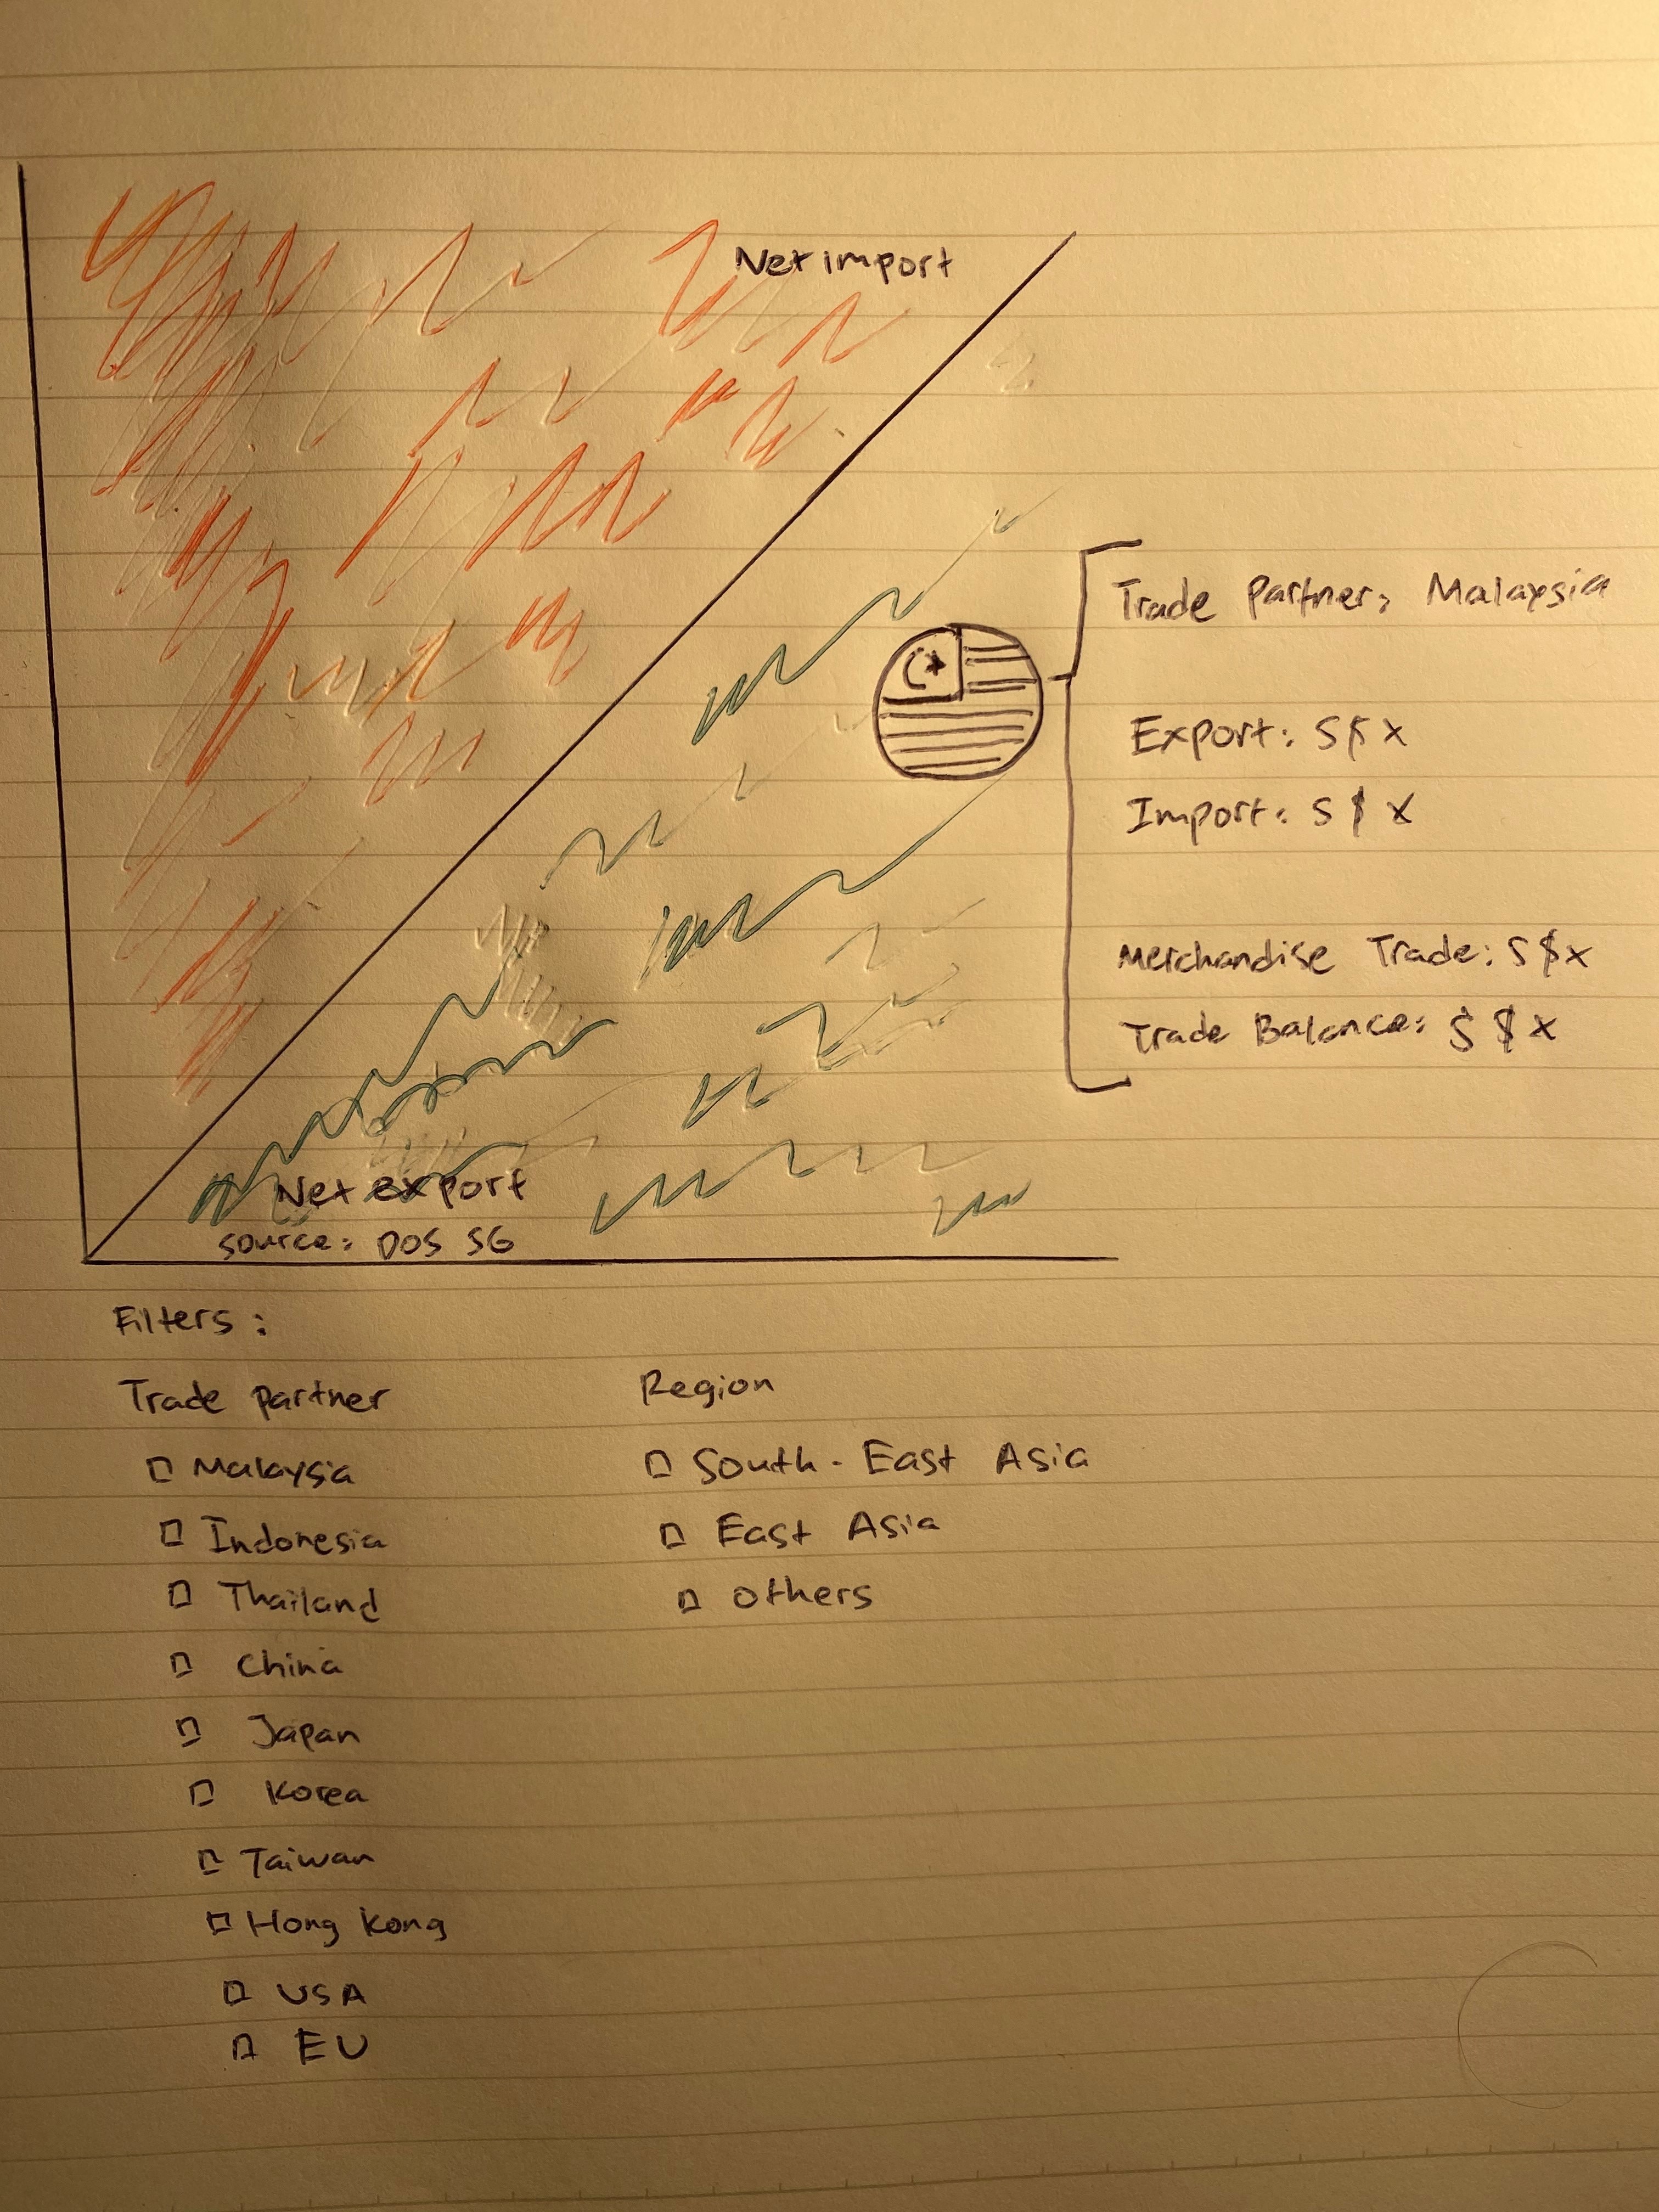 Net import
Trade Partner: Malaysia
Export: S$ X
Import: S$ X
Merchandise Trade: S$X
Trade Balance: S$X
Net export
source: DOS SG
Filters:
Trade partner
Malaysia
Indonesia
Thailand
China
Japan
Korea
Taiwan
Hong Kong
USA
EU
Region
South-East Asia
East Asia
Others